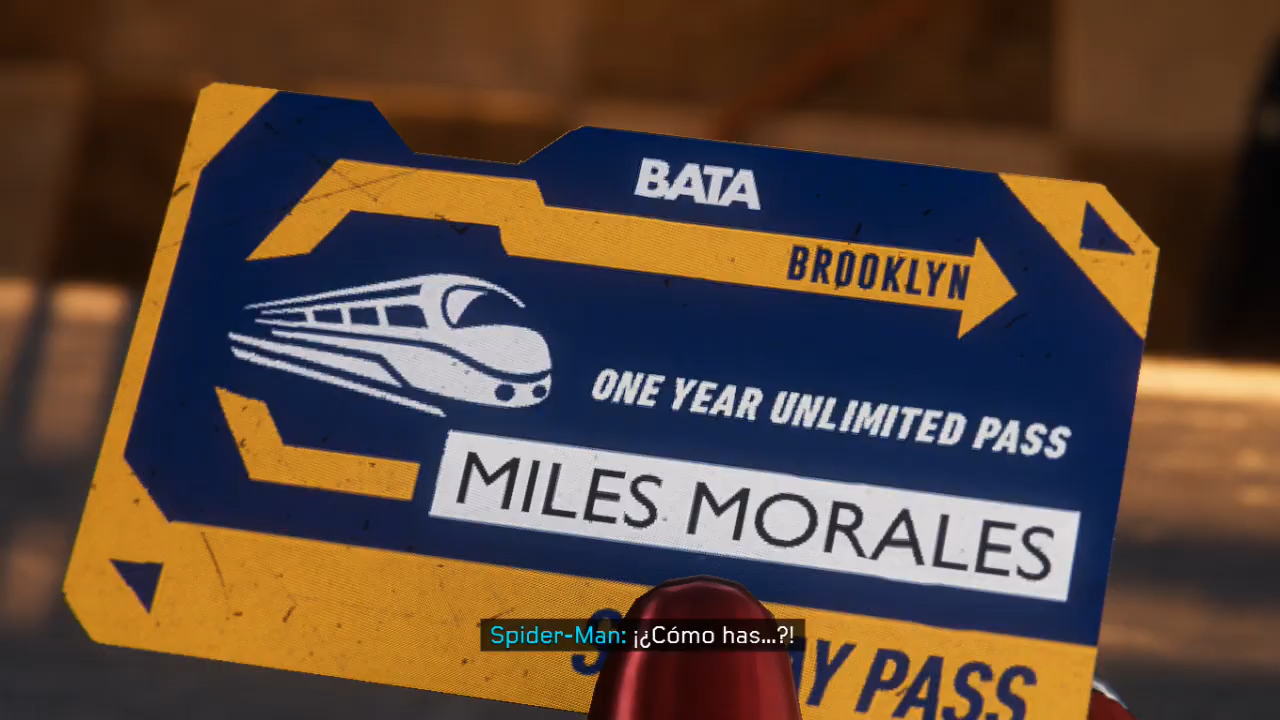 BATA
BROOKLYN
ONE YEAR UNLIMITED PASS
MILES MORALES
PASS
Spider-Man: ¡¿Cómo has...?!